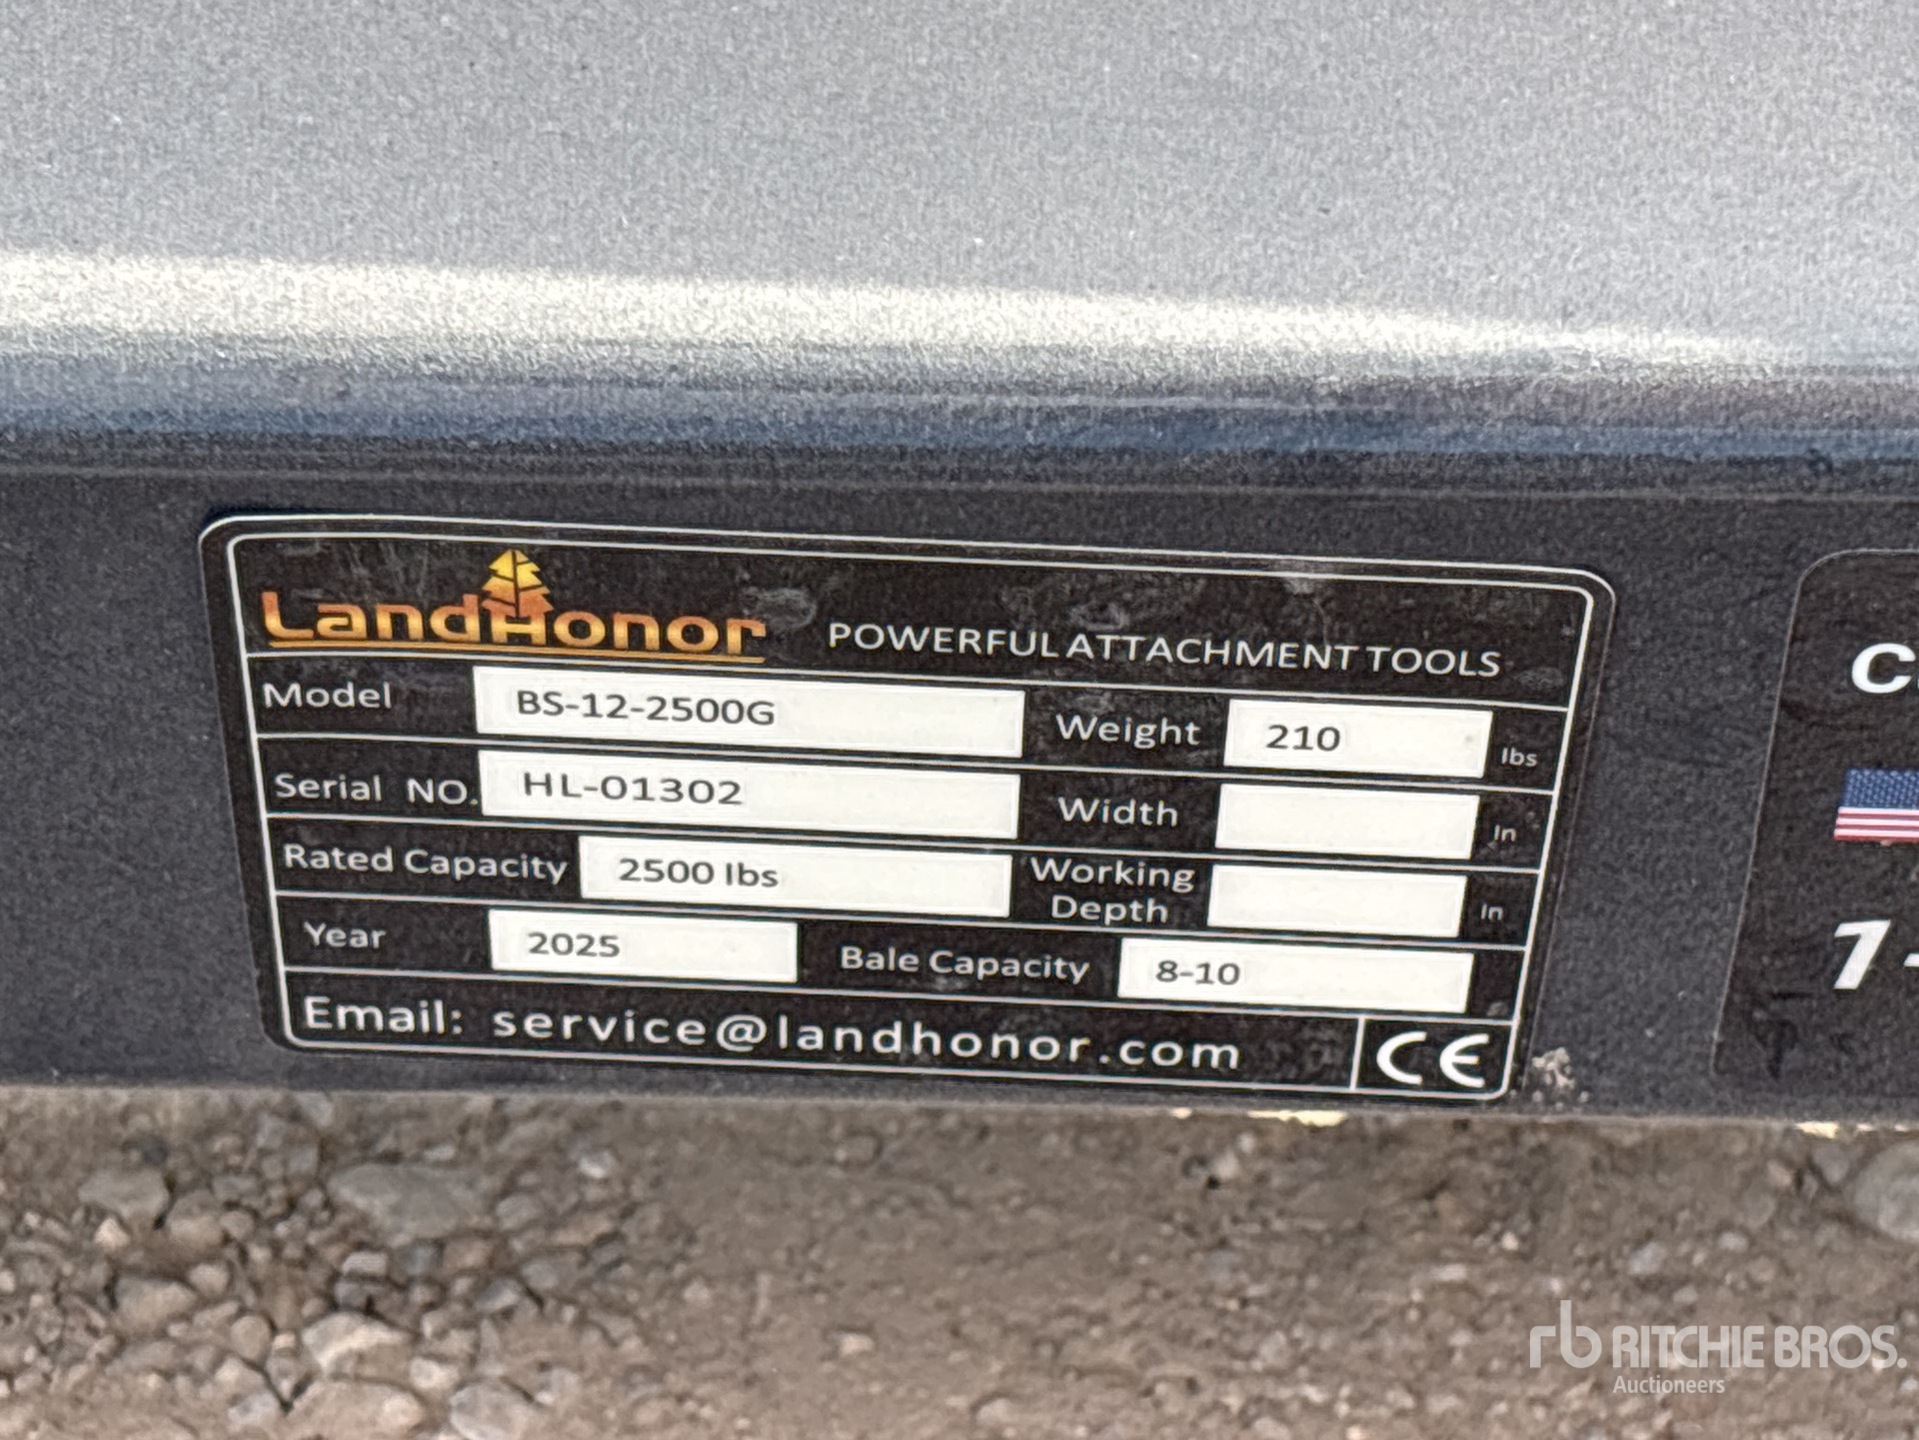 LandHonor POWERFUL ATTACHMENT TOOLS
Model BS-12-2500G Weight 210 lbs
Serial NO. HL-01302 Width In
Rated Capacity 2500 lbs Working Depth In
Year 2025 Bale Capacity 8-10
Email: service@landhonor.com CE
rb RITCHIE BROS.
Auctioneers